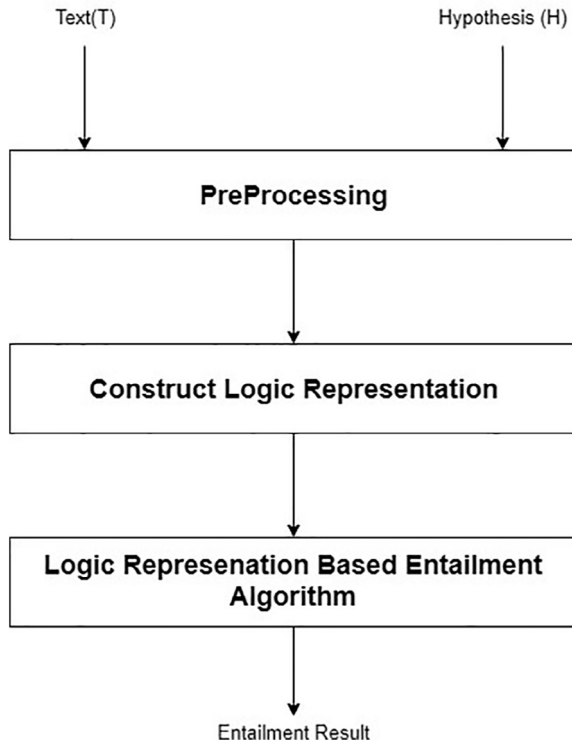 Text(T)
Hypothesis (H)
PreProcessing
Construct Logic Representation
Logic Represenation Based Entailment
Algorithm
Entailment Result